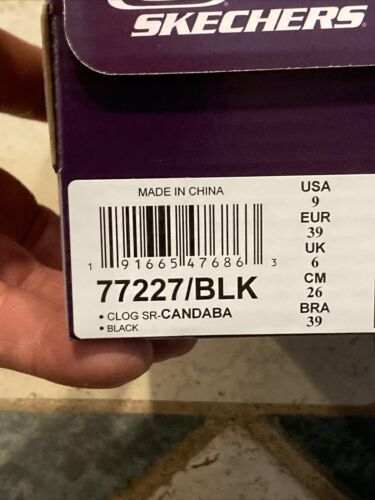 SKECHERS
MADE IN CHINA
1 91665 47686 3
77227/BLK
• CLOG SR-CANDABA
• BLACK
USA
9
EUR
39
UK
6
CM
26
BRA
39